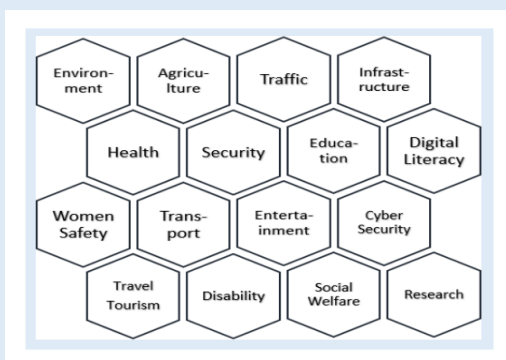 Environ-
ment
Agricu-
lture
Traffic
Infrast-
ructure
Health
Security
Educa-
tion
Digital
Literacy
Women
Safety
Trans-
port
Enterta-
inment
Cyber
Security
Travel
Tourism
Disability
Social
Welfare
Research